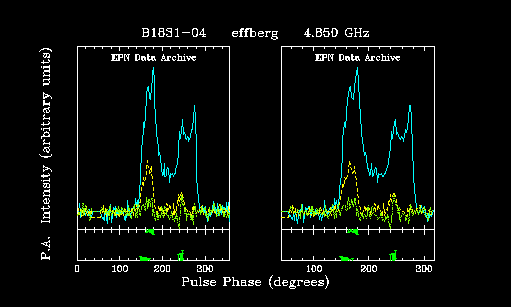 B1831-04 effberg 4.850 GHz
EPN Data Archive EPN Data Archive
Intensity (arbitrary units)
P.A.
0 100 200 300 100 200 300
Pulse Phase (degrees)